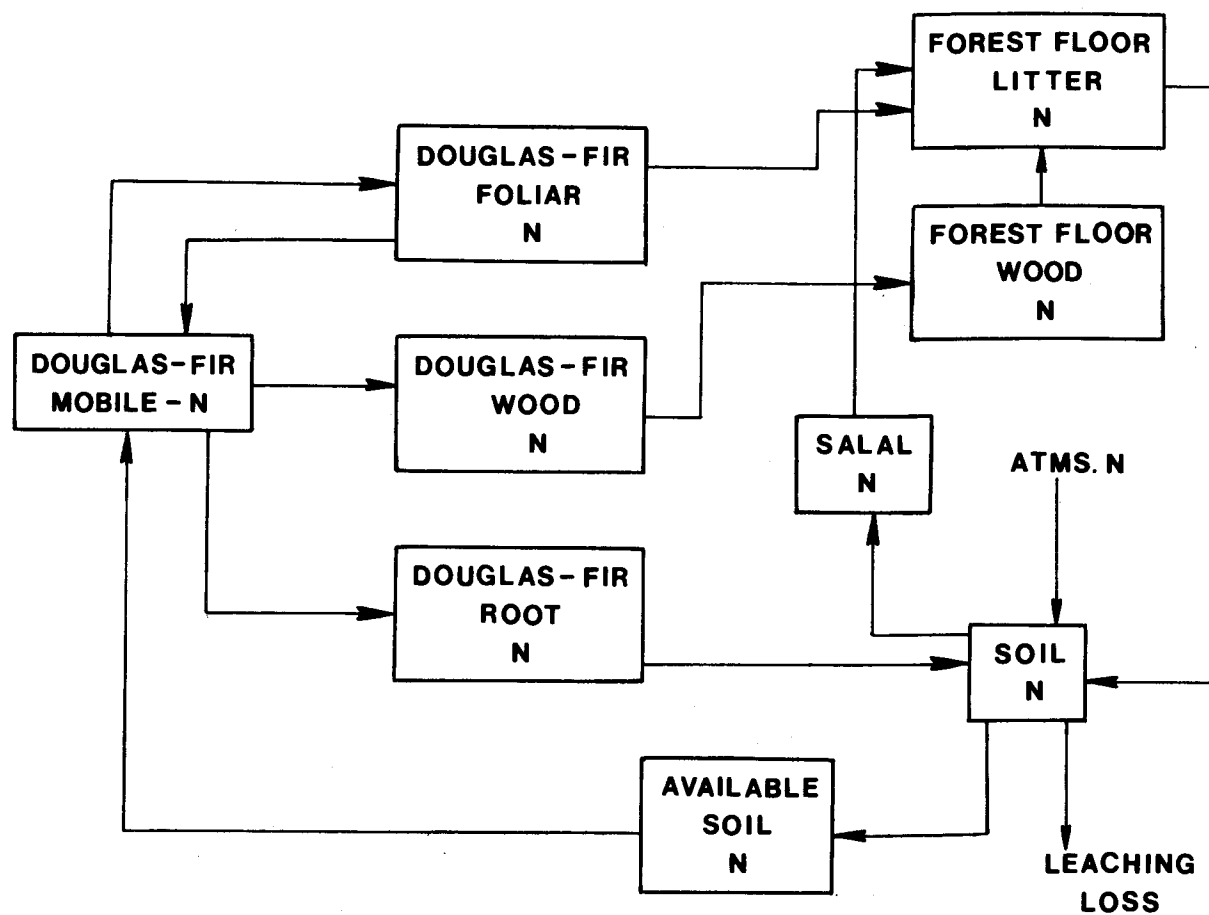 FOREST FLOOR
LITTER
N
DOUGLAS-FIR
FOLIAR
N
FOREST FLOOR
WOOD
N
DOUGLAS-FIR
MOBILE-N
DOUGLAS-FIR
WOOD
N
SALAL
N
ATMS. N
DOUGLAS-FIR
ROOT
N
SOIL
N
AVAILABLE
SOIL
N
LEACHING
LOSS